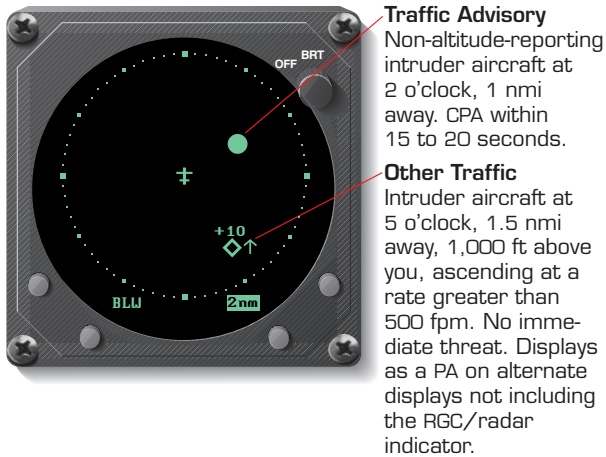 OFF BRT
+10
↑
BLW
2nm
Traffic Advisory
Non-altitude-reporting
intruder aircraft at
2 o’clock, 1 nmi
away. CPA within
15 to 20 seconds.
Other Traffic
Intruder aircraft at
5 o’clock, 1.5 nmi
away, 1,000 ft above
you, ascending at a
rate greater than
500 fpm. No imme-
diate threat. Displays
as a PA on alternate
displays not including
the RGC/radar
indicator.